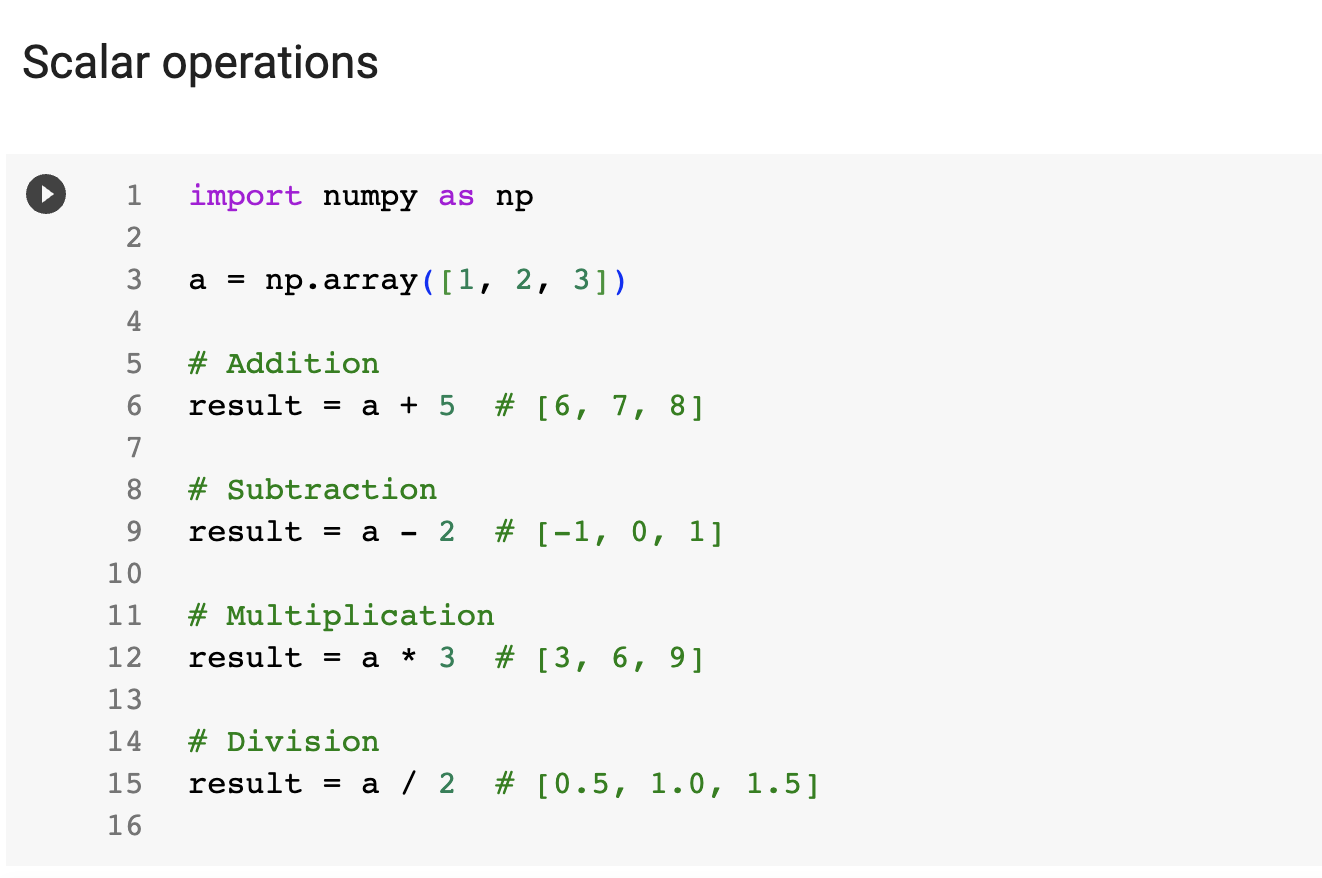 Scalar operations
1 import numpy as np
2
3 a = np.array([1, 2, 3])
4
5 # Addition
6 result = a + 5  # [6, 7, 8]
7
8 # Subtraction
9 result = a - 2  # [-1, 0, 1]
10
11 # Multiplication
12 result = a * 3  # [3, 6, 9]
13
14 # Division
15 result = a / 2  # [0.5, 1.0, 1.5]
16